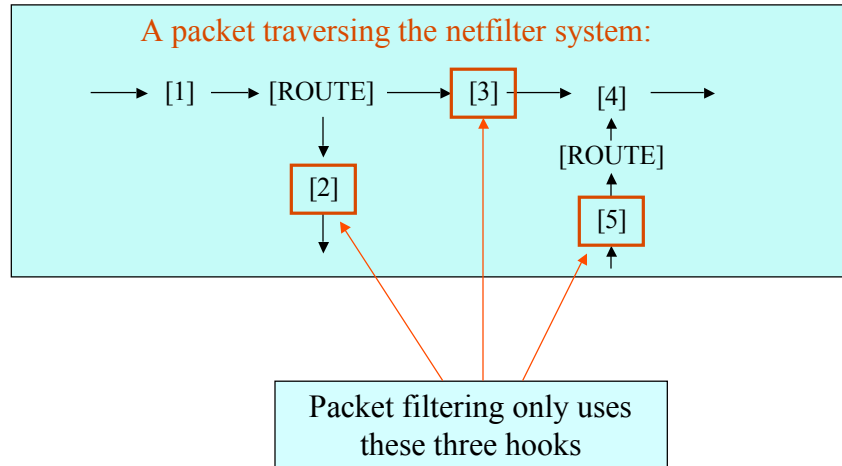 A packet traversing the netfilter system:
[1] [ROUTE] [3] [4]
[ROUTE]
[2]
[5]
Packet filtering only uses
these three hooks